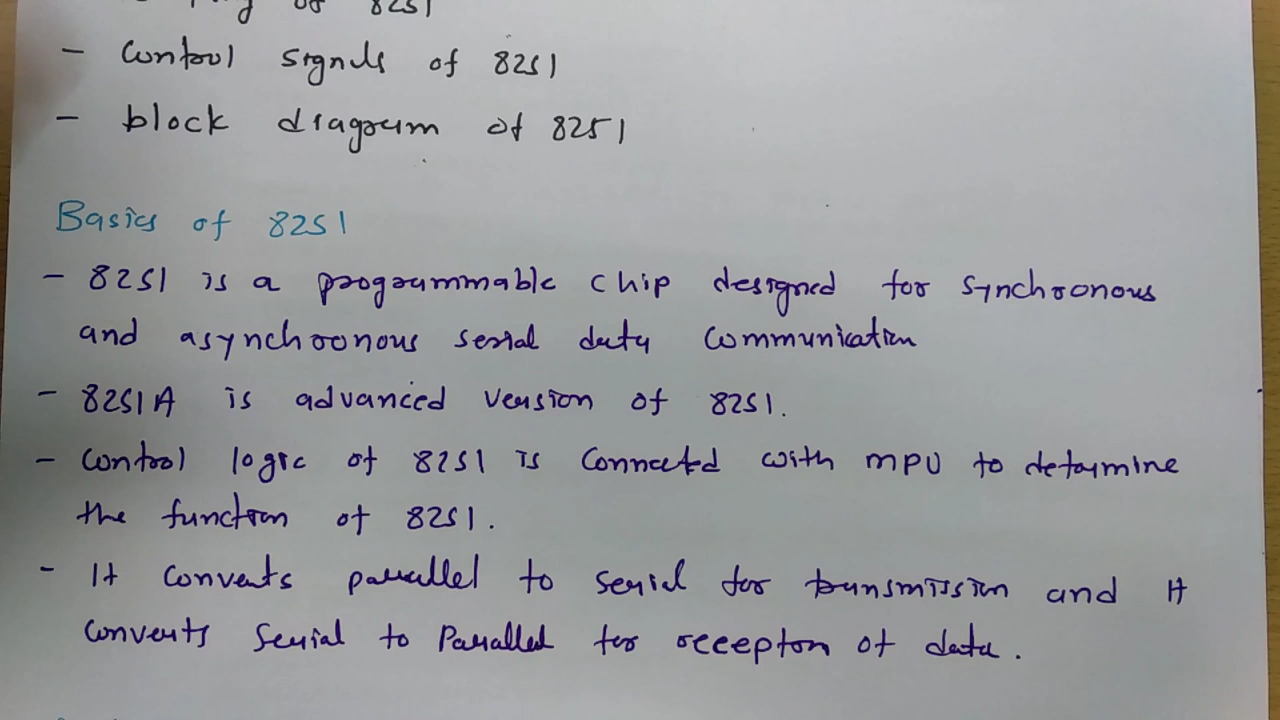 of 8251
- Control signals of 8251
- block diagram of 8251
Basics of 8251
- 8251 is a programmable chip designed for synchronous
and asynchronous serial data communication
- 8251A is advanced version of 8251.
- Control logic of 8251 is connected with MPU to determine
the function of 8251.
- It converts parallel to serial for transmission and it
converts serial to parallel for reception of data.